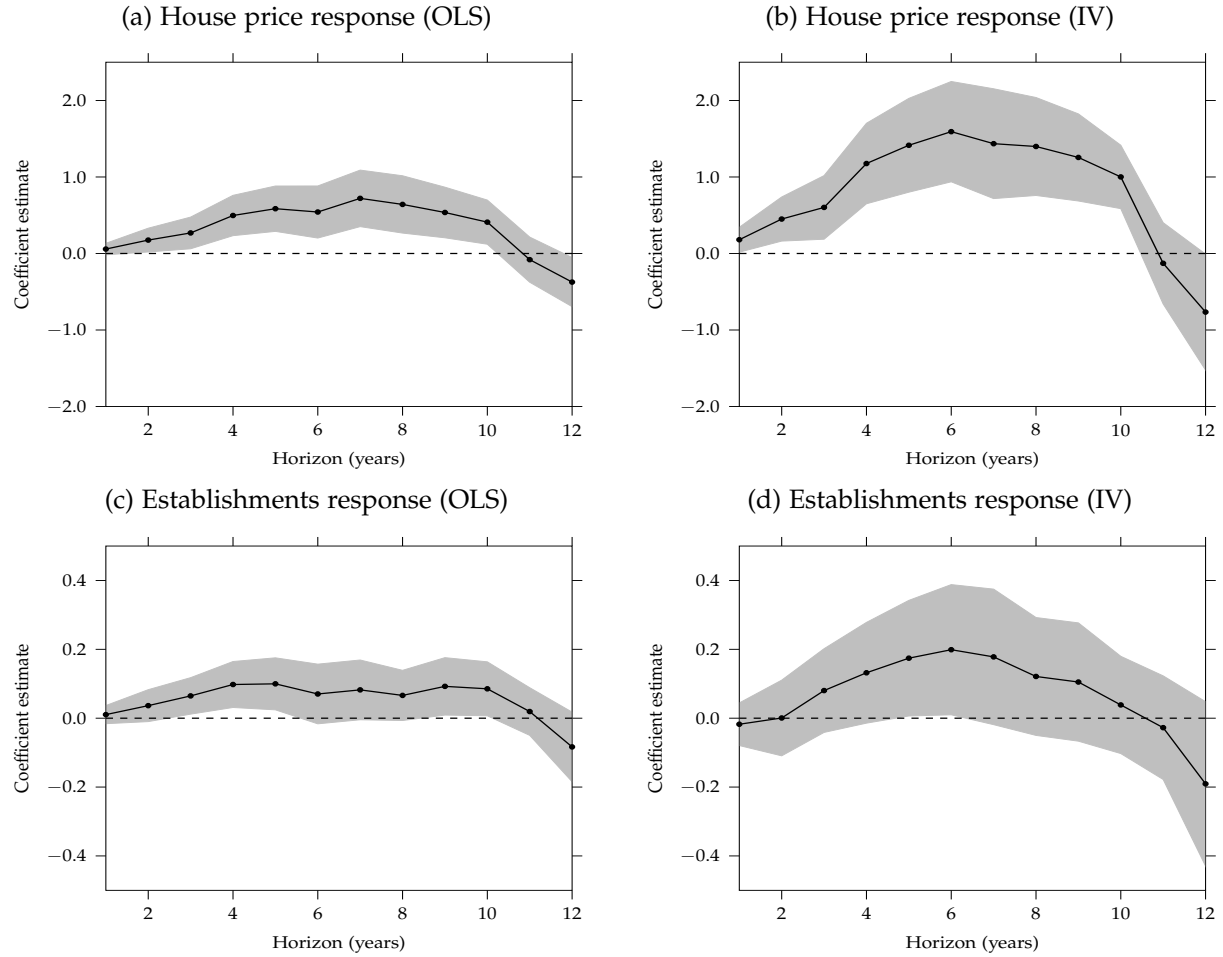 (a) House price response (OLS)
2.0
1.0
0.0
−1.0
−2.0
Coefficient estimate
2 4 6 8 10 12
Horizon (years)
(b) House price response (IV)
2.0
1.0
0.0
−1.0
−2.0
Coefficient estimate
2 4 6 8 10 12
Horizon (years)
(c) Establishments response (OLS)
0.4
0.2
0.0
−0.2
−0.4
Coefficient estimate
2 4 6 8 10 12
Horizon (years)
(d) Establishments response (IV)
0.4
0.2
0.0
−0.2
−0.4
Coefficient estimate
2 4 6 8 10 12
Horizon (years)